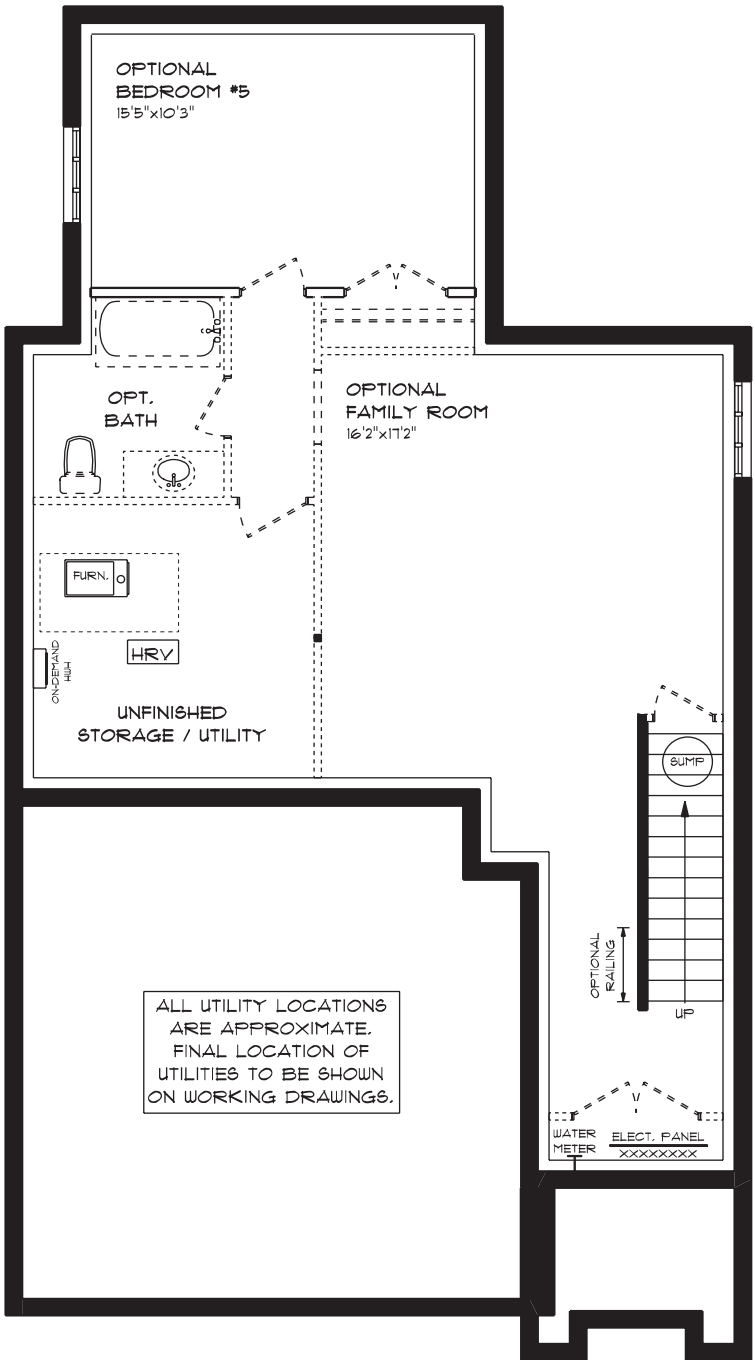 OPTIONAL
BEDROOM #5
15'5"x10'3"
OPT.
BATH
OPTIONAL
FAMILY ROOM
16'2"x17'2"
FURN.
HRV
ON-DEMAND
HWH
UNFINISHED
STORAGE / UTILITY
SUMP
OPTIONAL
RAILING
UP
ALL UTILITY LOCATIONS
ARE APPROXIMATE.
FINAL LOCATION OF
UTILITIES TO BE SHOWN
ON WORKING DRAWINGS.
WATER
METER
ELECT. PANEL
XXXXXXXX